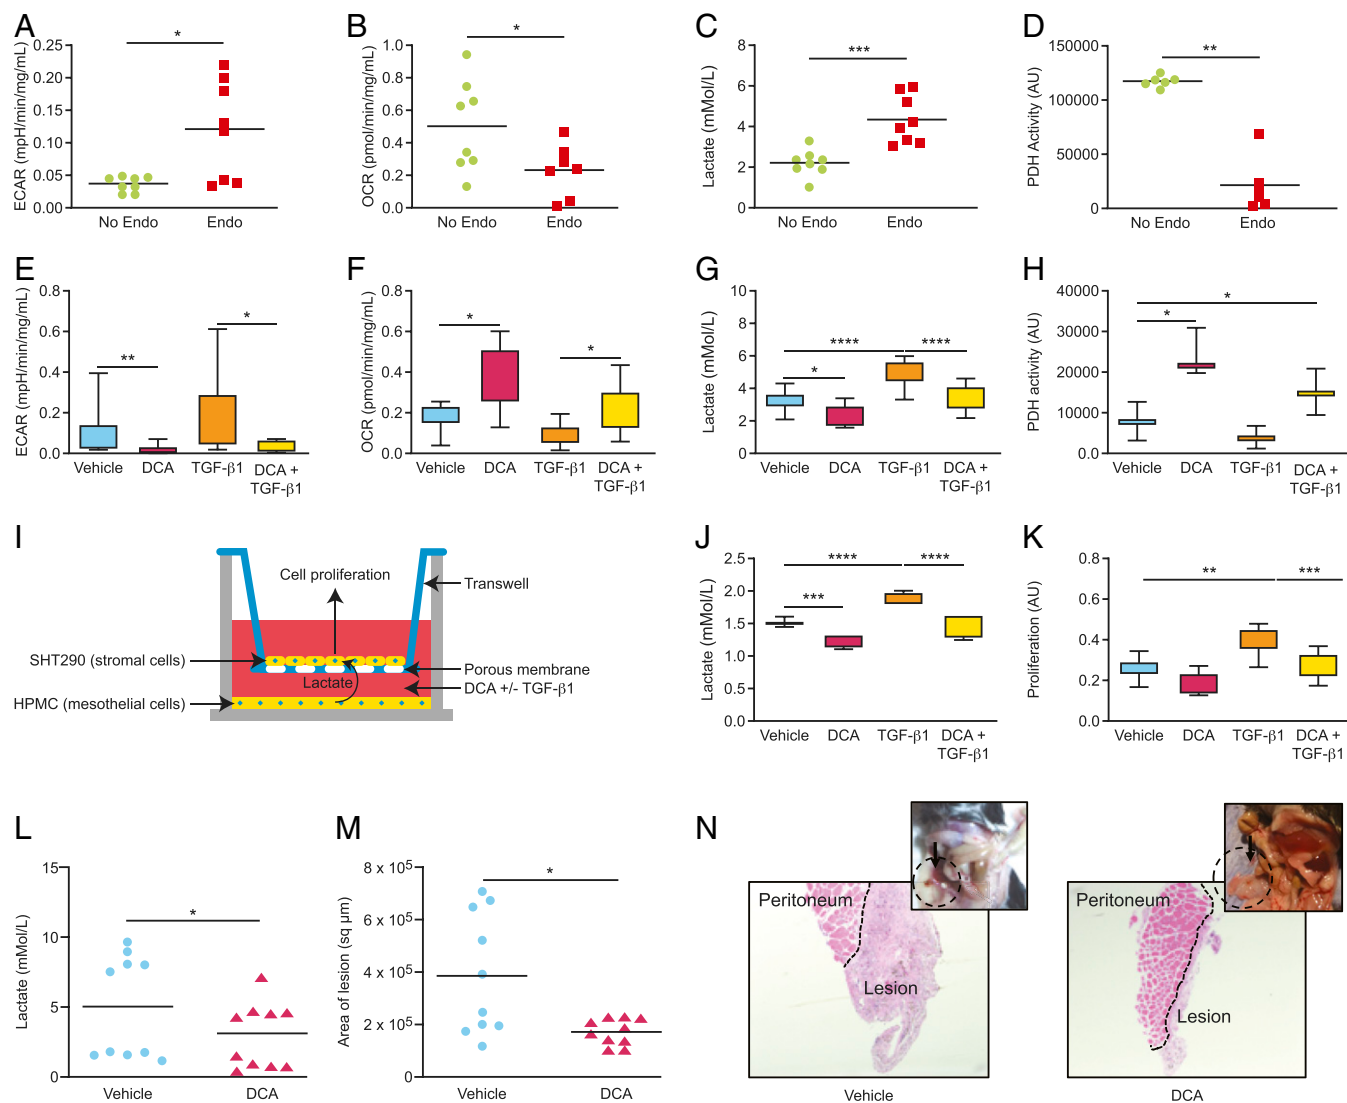 A
ECAR (mpH/min/mg/mL)
0.25
0.20
0.15
0.10
0.05
0.00
*
No Endo
Endo
B
OCR (pmol/min/mg/mL)
1.0
0.8
0.6
0.4
0.2
0.0
*
No Endo
Endo
C
Lactate (mMol/L)
8
6
4
2
0
***
No Endo
Endo
D
PDH Activity (AU)
150000
100000
50000
0
**
No Endo
Endo
E
ECAR (mpH/min/mg/mL)
0.8
0.6
0.4
0.2
0.0
**
*
Vehicle
DCA
TGF-β1
DCA +
TGF-β1
F
OCR (pmol/min/mg/mL)
0.8
0.6
0.4
0.2
0.0
*
*
Vehicle
DCA
TGF-β1
DCA +
TGF-β1
G
Lactate (mMol/L)
10
8
6
4
2
0.0
****
****
*
Vehicle
DCA
TGF-β1
DCA +
TGF-β1
H
PDH activity (AU)
40000
30000
20000
10000
0.0
*
*
Vehicle
DCA
TGF-β1
DCA +
TGF-β1
I
Cell proliferation
Transwell
SHT290 (stromal cells)
Porous membrane
Lactate
DCA +/- TGF-β1
HPMC (mesothelial cells)
J
Lactate (mMol/L)
2.5
2.0
1.5
1.0
0.5
0.0
****
****
***
Vehicle
DCA
TGF-β1
DCA +
TGF-β1
K
Proliferation (AU)
0.8
0.6
0.4
0.2
0.0
**
***
Vehicle
DCA
TGF-β1
DCA +
TGF-β1
L
Lactate (mMol/L)
15
10
5
0
*
Vehicle
DCA
M
Area of lesion (sq μm)
8 x 10⁵
6 x 10⁵
4 x 10⁵
2 x 10⁵
0
*
Vehicle
DCA
N
Peritoneum
Lesion
Vehicle
Peritoneum
Lesion
DCA